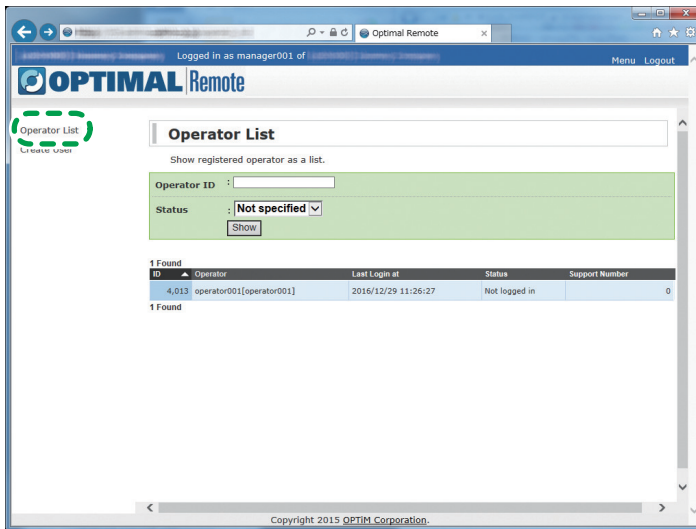 Optimal Remote
Logged in as manager001 of
Menu Logout
OPTIMAL Remote
Operator List
Create User
Operator List
Show registered operator as a list.
Operator ID :
Status : Not specified
Show
1 Found
ID Operator Last Login at Status Support Number
4,013 operator001[operator001] 2016/12/29 11:26:27 Not logged in 0
1 Found
Copyright 2015 OPTiM Corporation.